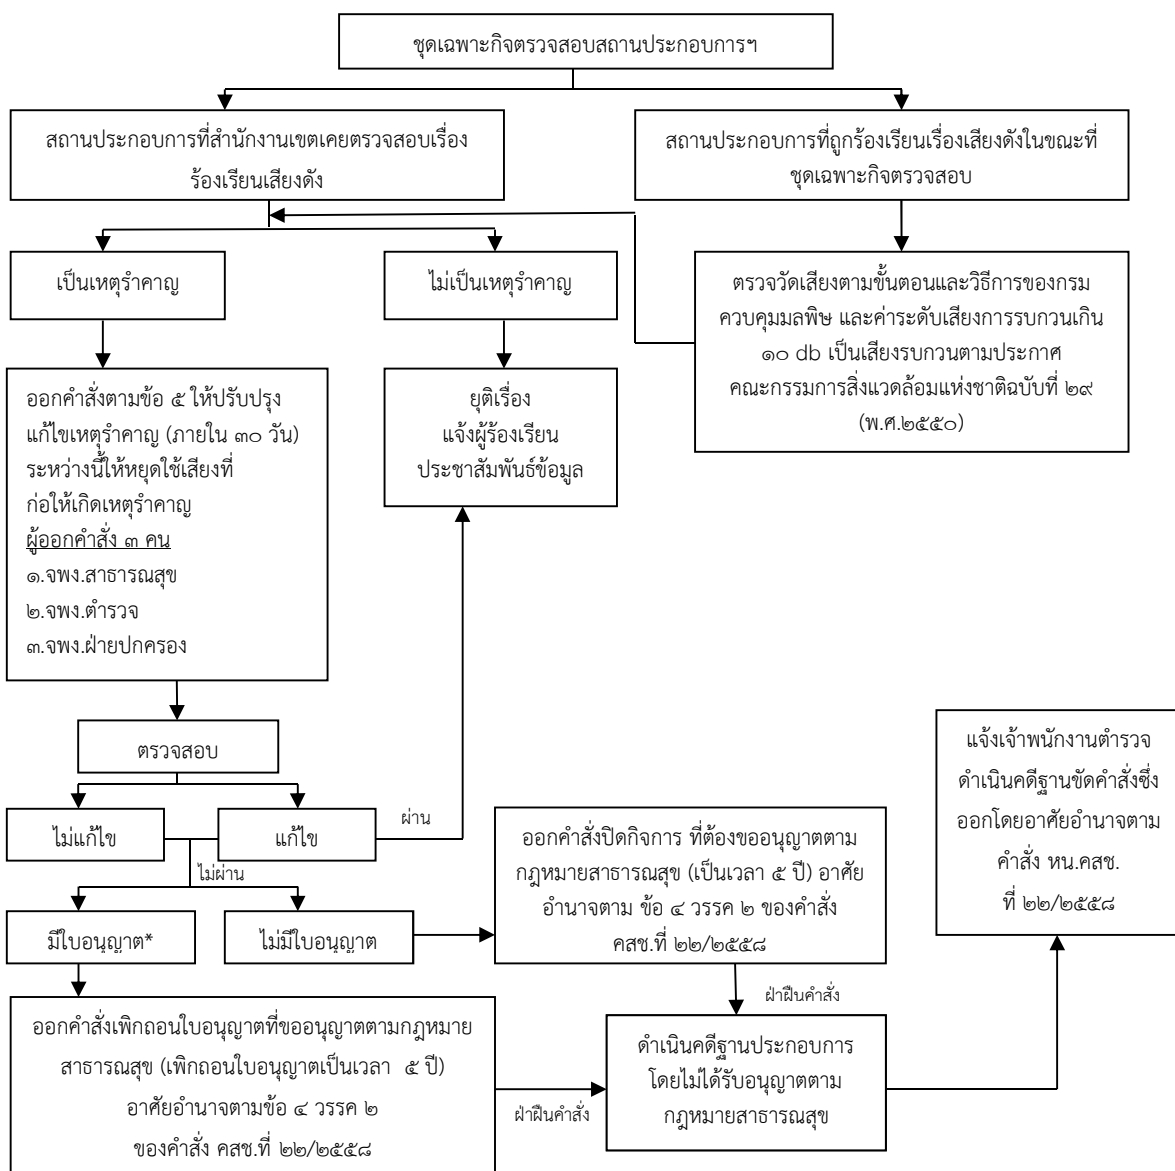 ชุดเฉพาะกิจตรวจสอบสถานประกอบการฯ
สถานประกอบการที่สำนักงานเขตเคยตรวจสอบเรื่อง
ร้องเรียนเสียงดัง
สถานประกอบการที่ถูกร้องเรียนเรื่องเสียงดังในขณะที่
ชุดเฉพาะกิจตรวจสอบ
เป็นเหตุรำคาญ
ไม่เป็นเหตุรำคาญ
ตรวจวัดเสียงตามขั้นตอนและวิธีการของกรม
ควบคุมมลพิษ และค่าระดับเสียงการรบกวนเกิน
๑๐ db เป็นเสียงรบกวนตามประกาศ
คณะกรรมการสิ่งแวดล้อมแห่งชาติฉบับที่ ๒๙
(พ.ศ.๒๕๕๐)
ออกคำสั่งตามข้อ ๕ ให้ปรับปรุง
แก้ไขเหตุรำคาญ (ภายใน ๓๐ วัน)
ระหว่างนี้ให้หยุดใช้เสียงที่
ก่อให้เกิดเหตุรำคาญ
ผู้ออกคำสั่ง ๓ คน
๑.จพง.สาธารณสุข
๒.จพง.ตำรวจ
๓.จพง.ฝ่ายปกครอง
ยุติเรื่อง
แจ้งผู้ร้องเรียน
ประชาสัมพันธ์ข้อมูล
ตรวจสอบ
ไม่แก้ไข
แก้ไข
ผ่าน
ไม่ผ่าน
มีใบอนุญาต*
ไม่มีใบอนุญาต
ออกคำสั่งปิดกิจการ ที่ต้องขออนุญาตตาม
กฎหมายสาธารณสุข (เป็นเวลา ๕ ปี) อาศัย
อำนาจตาม ข้อ ๔ วรรค ๒ ของคำสั่ง
คสช.ที่ ๒๒/๒๕๕๘
แจ้งเจ้าพนักงานตำรวจ
ดำเนินคดีฐานขัดคำสั่งซึ่ง
ออกโดยอาศัยอำนาจตาม
คำสั่ง หน.คสช.
ที่ ๒๒/๒๕๕๘
ฝ่าฝืนคำสั่ง
ออกคำสั่งเพิกถอนใบอนุญาตที่ขออนุญาตตามกฎหมาย
สาธารณสุข (เพิกถอนใบอนุญาตเป็นเวลา ๕ ปี)
อาศัยอำนาจตามข้อ ๔ วรรค ๒
ของคำสั่ง คสช.ที่ ๒๒/๒๕๕๘
ฝ่าฝืนคำสั่ง
ดำเนินคดีฐานประกอบการ
โดยไม่ได้รับอนุญาตตาม
กฎหมายสาธารณสุข